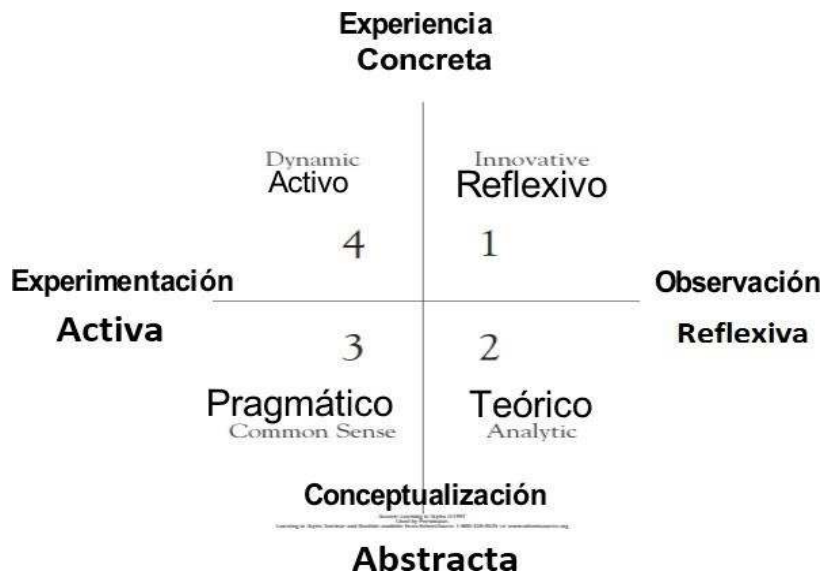 Experiencia
Concreta
Dynamic
Activo
Innovative
Reflexivo
4
1
Experimentación
Activa
Observación
Reflexiva
3
2
Pragmático
Common Sense
Teórico
Analytic
Conceptualización
Abstracta